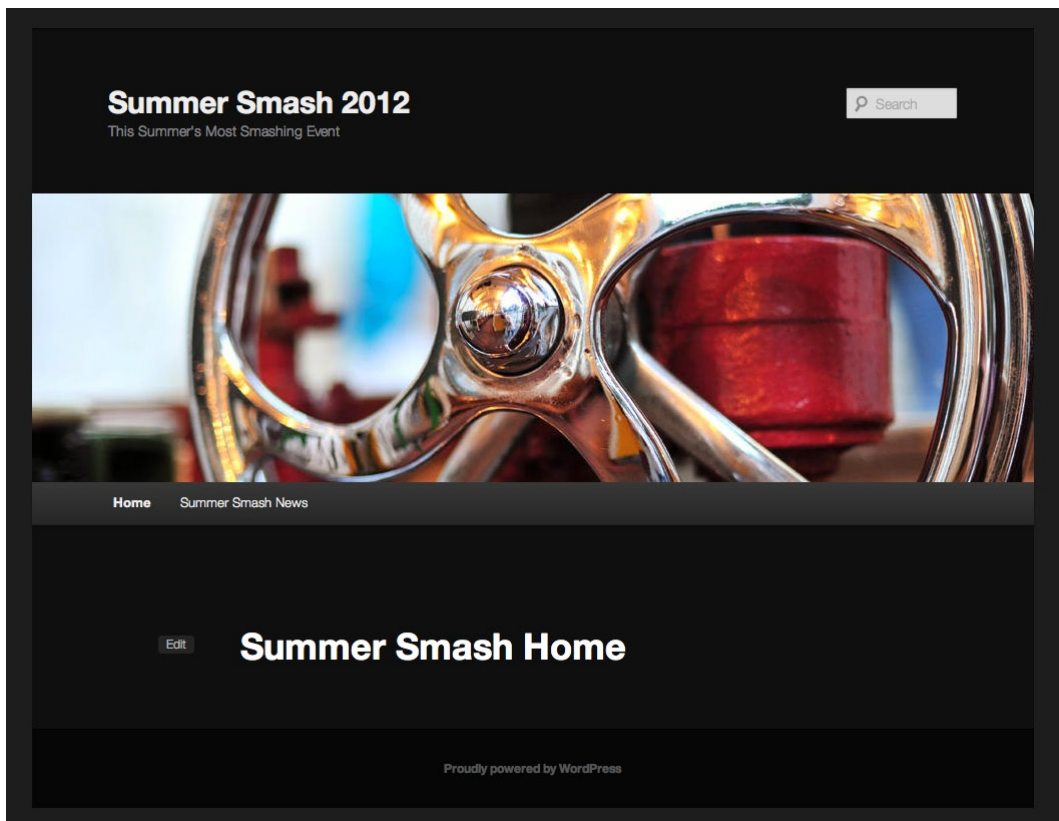 Summer Smash 2012
This Summer's Most Smashing Event
Search
Home
Summer Smash News
Edit
Summer Smash Home
Proudly powered by WordPress